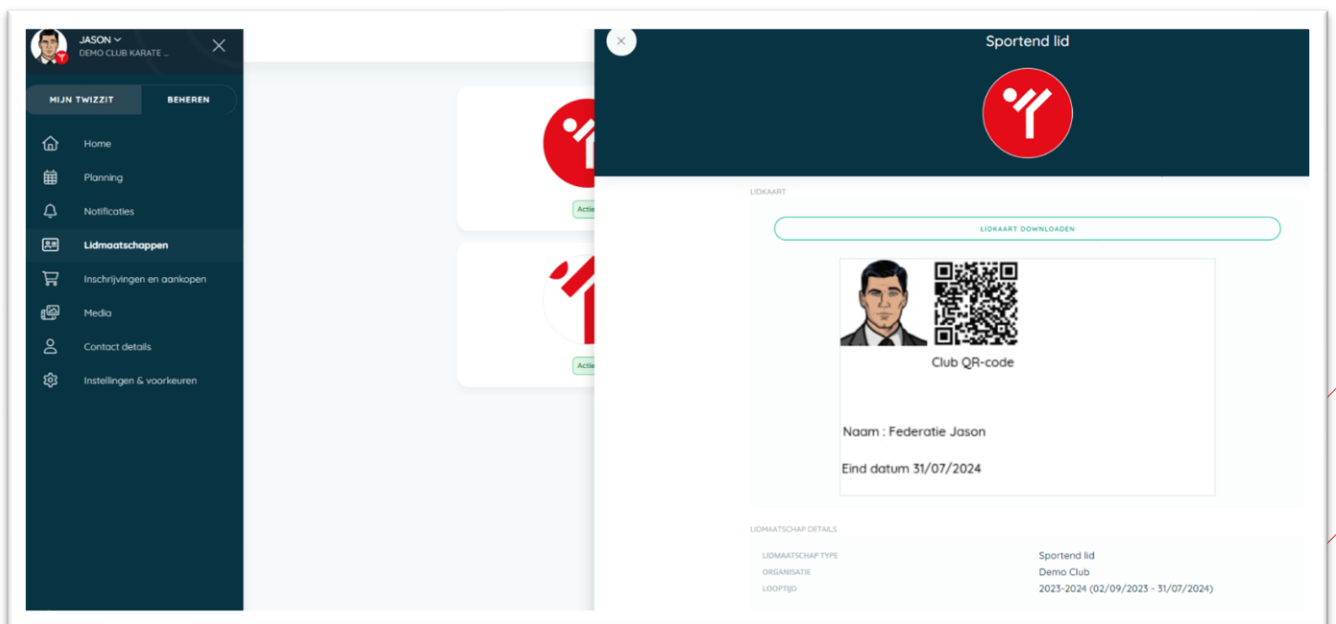 JASON
DEMO CLUB KARATE ...
MIJN TWIZZIT
BEHEREN
Home
Planning
Notificaties
Lidmaatschappen
Inschrijvingen en aankopen
Media
Contact details
Instellingen & voorkeuren
Actie
Actie
Sportend lid
LIDKAART
LIDKAART DOWNLOADEN
Club QR-code
Naam : Federatie Jason
Eind datum 31/07/2024
LIDMAATSCHAP DETAILS
LIDMAATSCHAP TYPE Sportend lid
ORGANISATIE Demo Club
LOOPTIJD 2023-2024 (02/09/2023 - 31/07/2024)